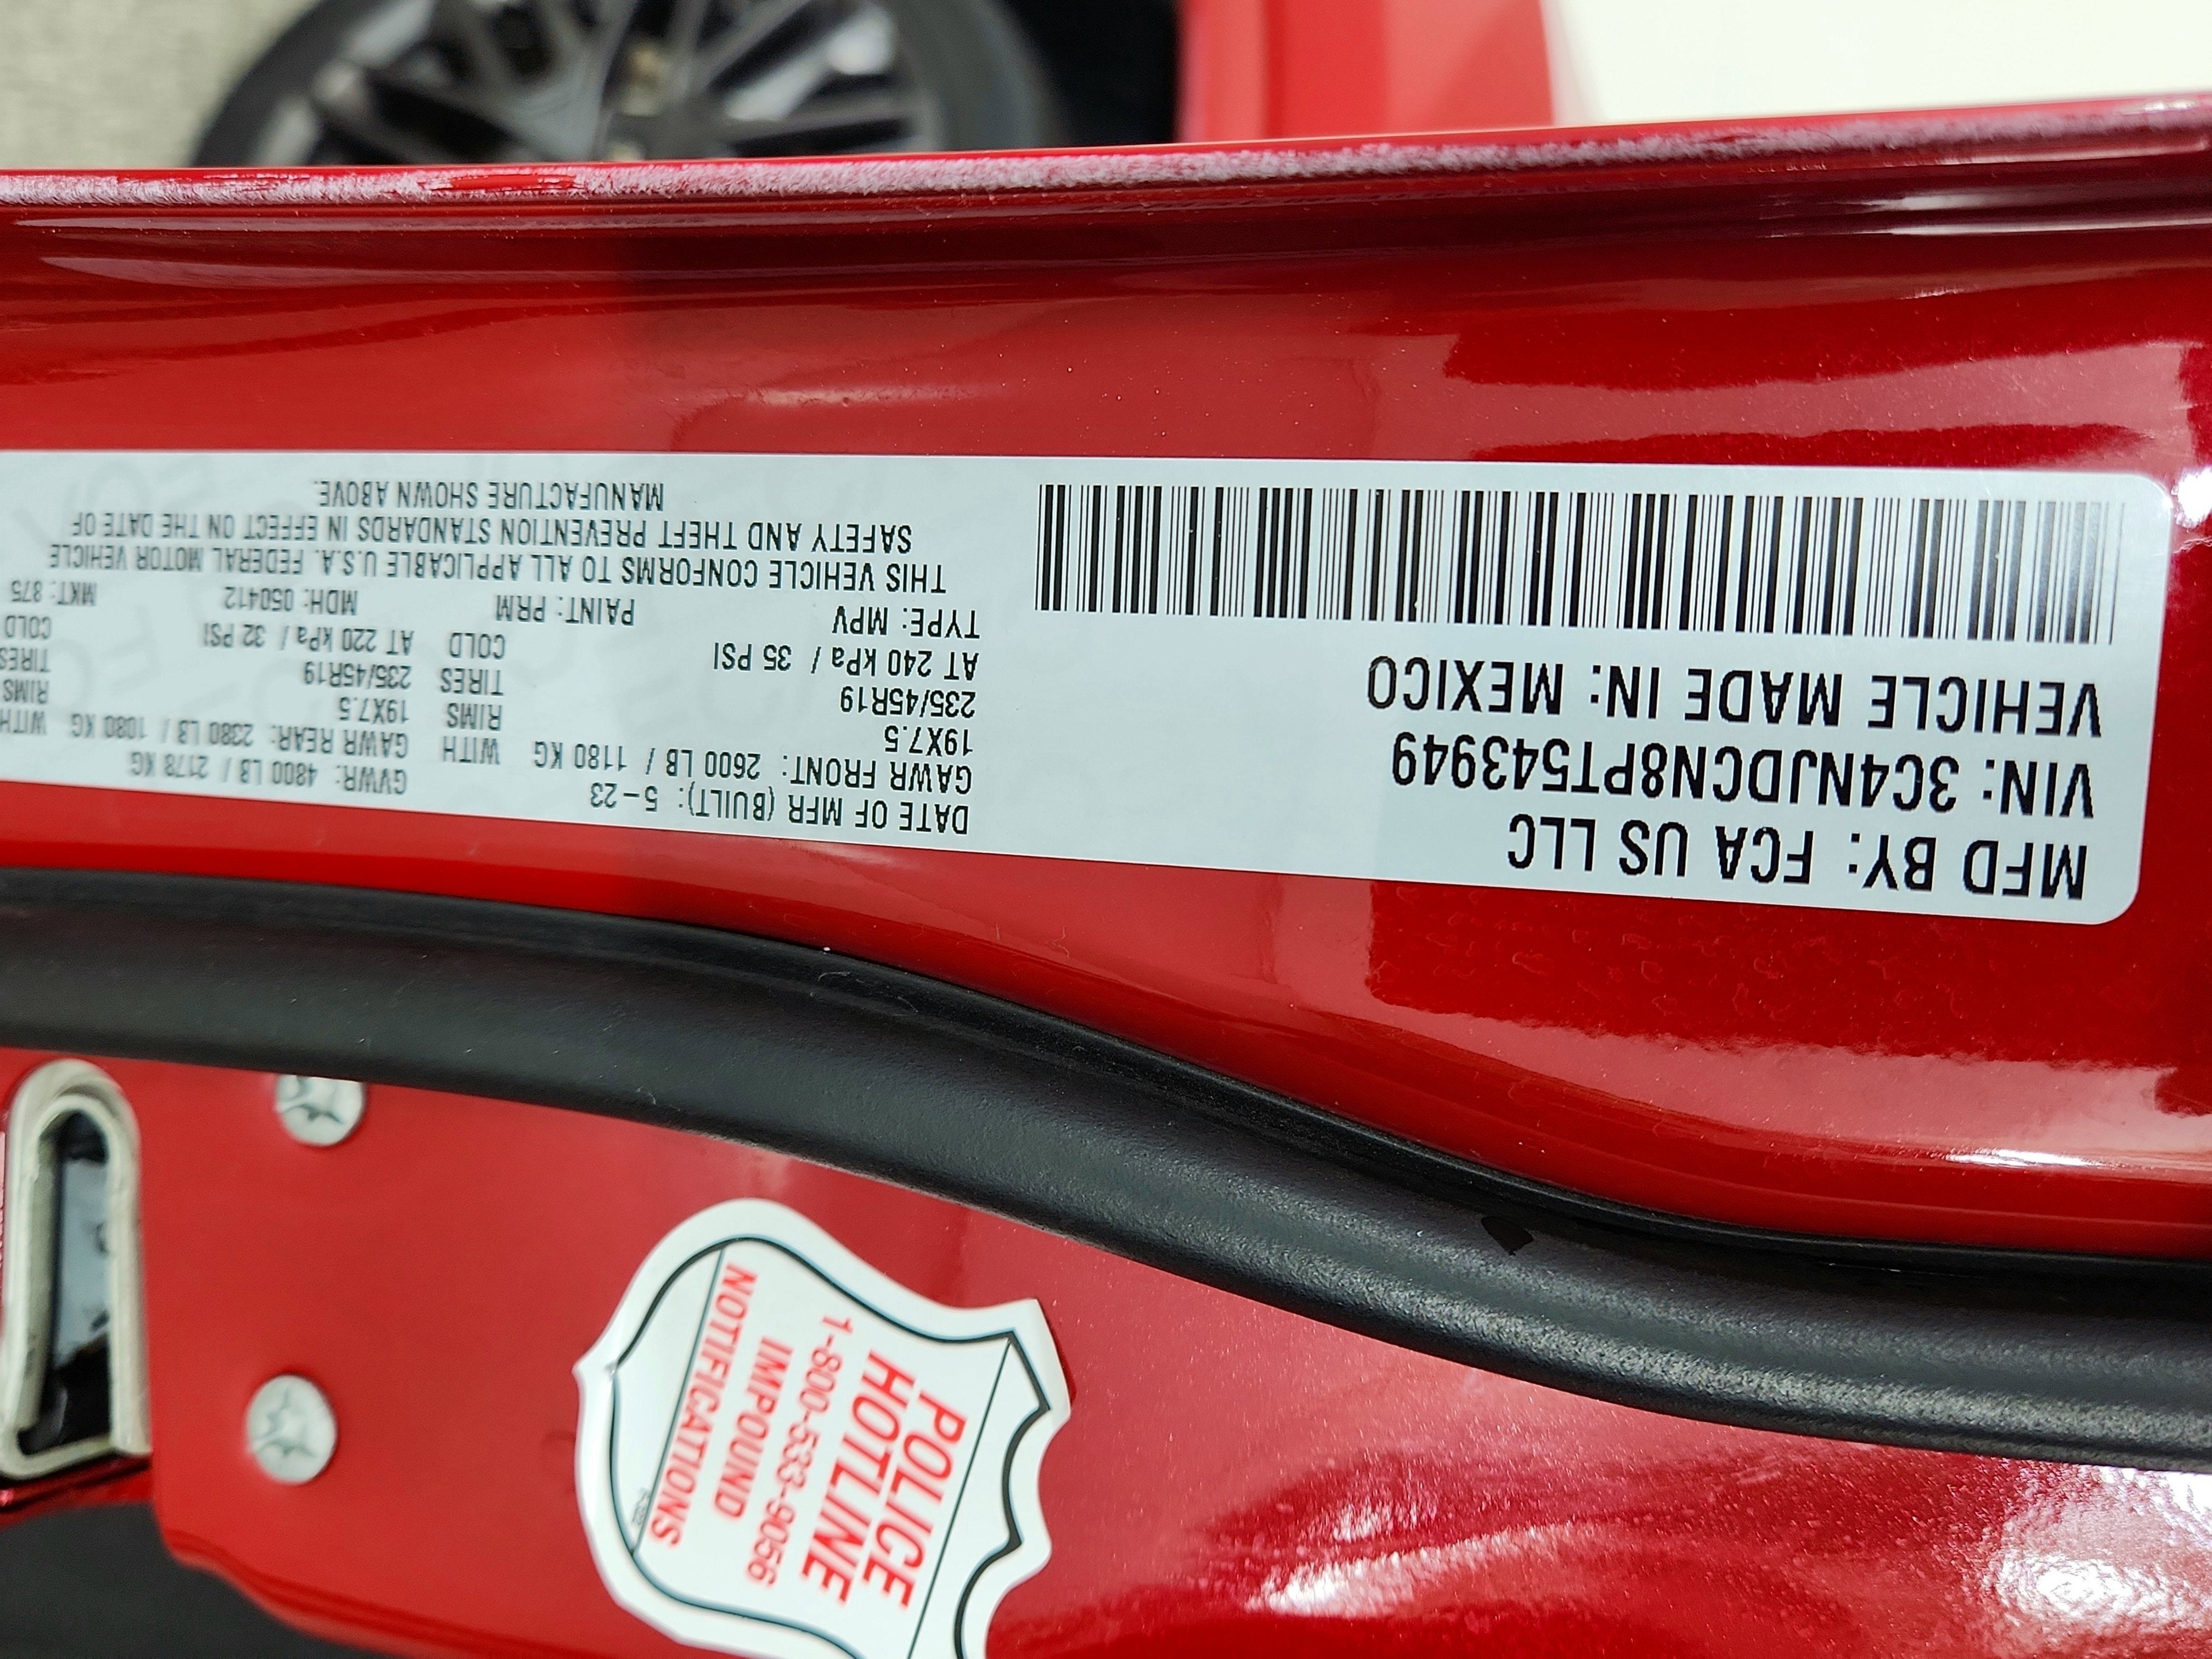 MFD BY: FCA US LLC
VIN: 3C4NJDCN8PT543949
VEHICLE MADE IN: MEXICO
DATE OF MFR (BUILT): 5-23 GVWR: 4800 LB / 2178 KG
GAWR FRONT: 2600 LB / 1180 KG WITH GAWR REAR: 2380 LB / 1080 KG WITH
19X7.5 RIMS 19X7.5 RIMS
235/45R19 TIRES 235/45R19 TIRES
AT 240 kPa / 35 PSI COLD AT 220 kPa / 32 PSI COLD
TYPE: MPV PAINT: PRM MDH: 050412 MKT: 875
THIS VEHICLE CONFORMS TO ALL APPLICABLE U.S.A. FEDERAL MOTOR VEHICLE
SAFETY AND THEFT PREVENTION STANDARDS IN EFFECT ON THE DATE OF
MANUFACTURE SHOWN ABOVE.
POLICE
HOTLINE
1-800-533-9056
IMPOUND
NOTIFICATIONS